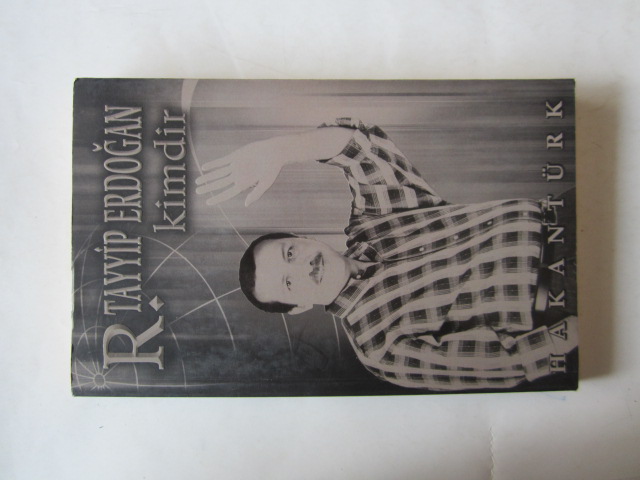 R. TAYYİP ERDOĞAN
kimdir
HAKAN TÜRK